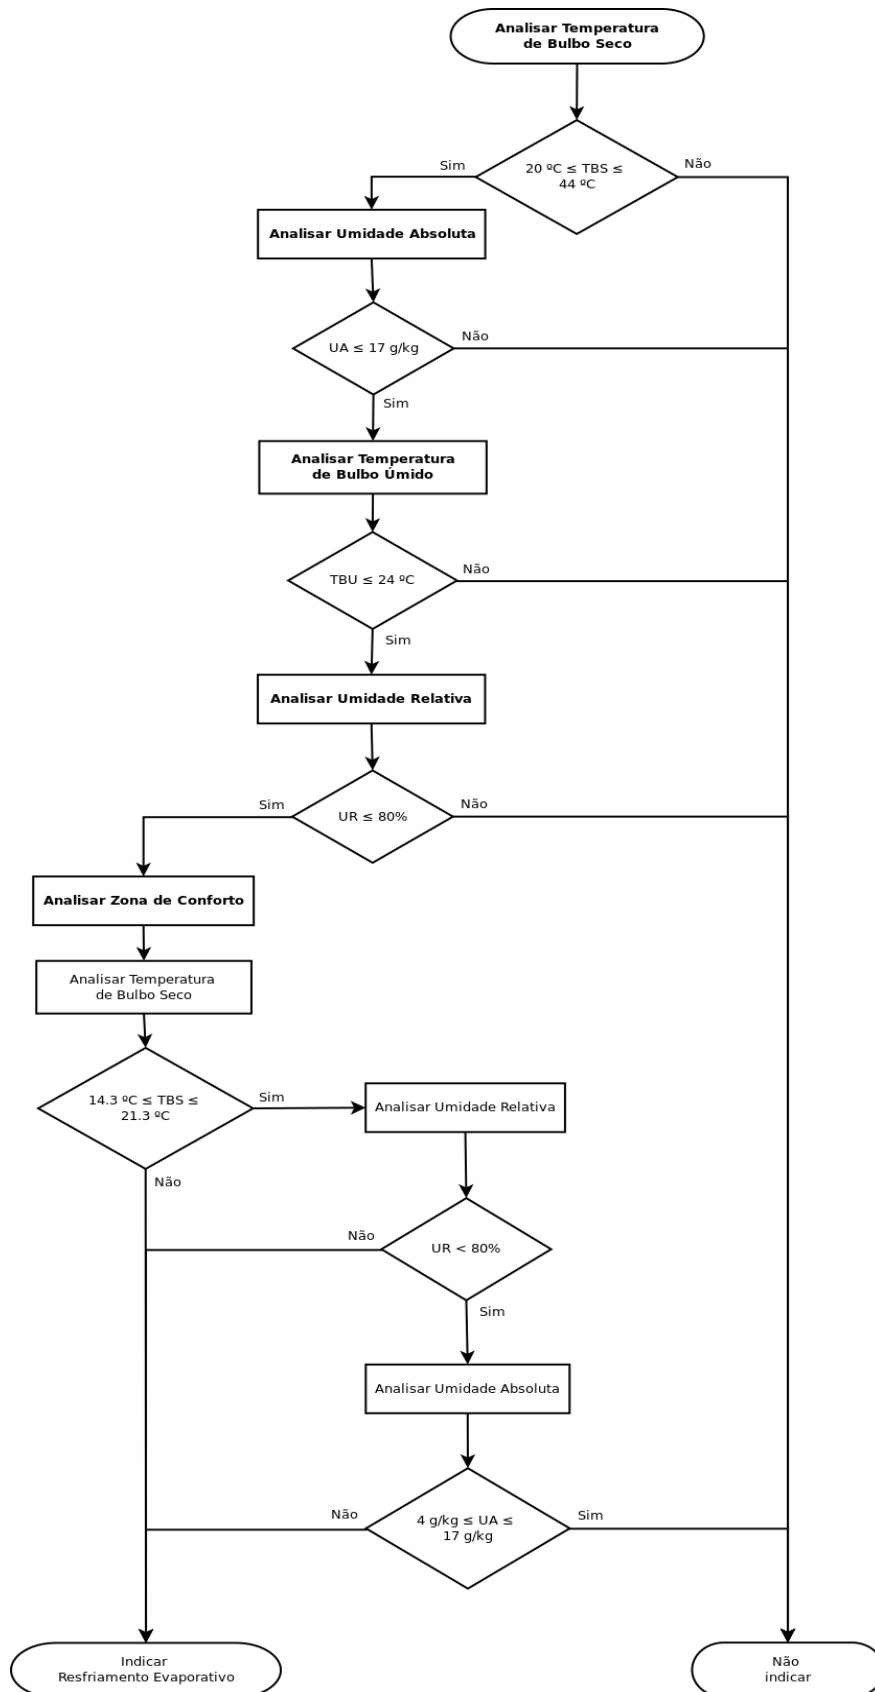 Analisar Temperatura
de Bulbo Seco
20 ºC ≤ TBS ≤
44 ºC
Sim
Não
Analisar Umidade Absoluta
UA ≤ 17 g/kg
Não
Sim
Analisar Temperatura
de Bulbo Úmido
TBU ≤ 24 ºC
Não
Sim
Analisar Umidade Relativa
UR ≤ 80%
Sim
Não
Analisar Zona de Conforto
Analisar Temperatura
de Bulbo Seco
14.3 ºC ≤ TBS ≤
21.3 ºC
Sim
Não
Analisar Umidade Relativa
UR < 80%
Não
Sim
Analisar Umidade Absoluta
4 g/kg ≤ UA ≤
17 g/kg
Não
Sim
Indicar
Resfriamento Evaporativo
Não
indicar